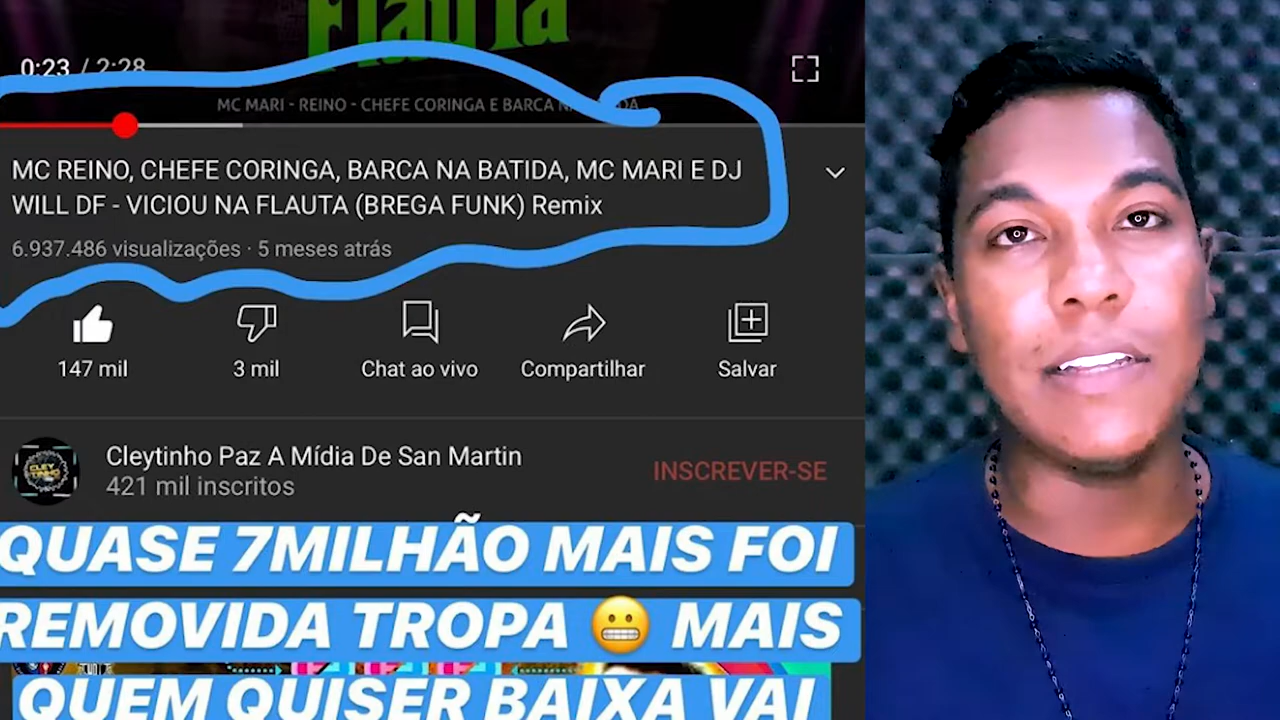 Flauta
0:23 / 2:28
MC MARI - REINO - CHEFE CORINGA E BARCA
MC REINO, CHEFE CORINGA, BARCA NA BATIDA, MC MARI E DJ
WILL DF - VICIOU NA FLAUTA (BREGA FUNK) Remix
6.937.486 visualizações · 5 meses atrás
147 mil
3 mil
Chat ao vivo
Compartilhar
Salvar
CLEY
TINHO
Cleytinho Paz A Mídia De San Martin
421 mil inscritos
INSCREVER-SE
QUASE 7MILHÃO MAIS FOI
REMOVIDA TROPA 😬 MAIS
QUEM QUISER BAIXA VAI